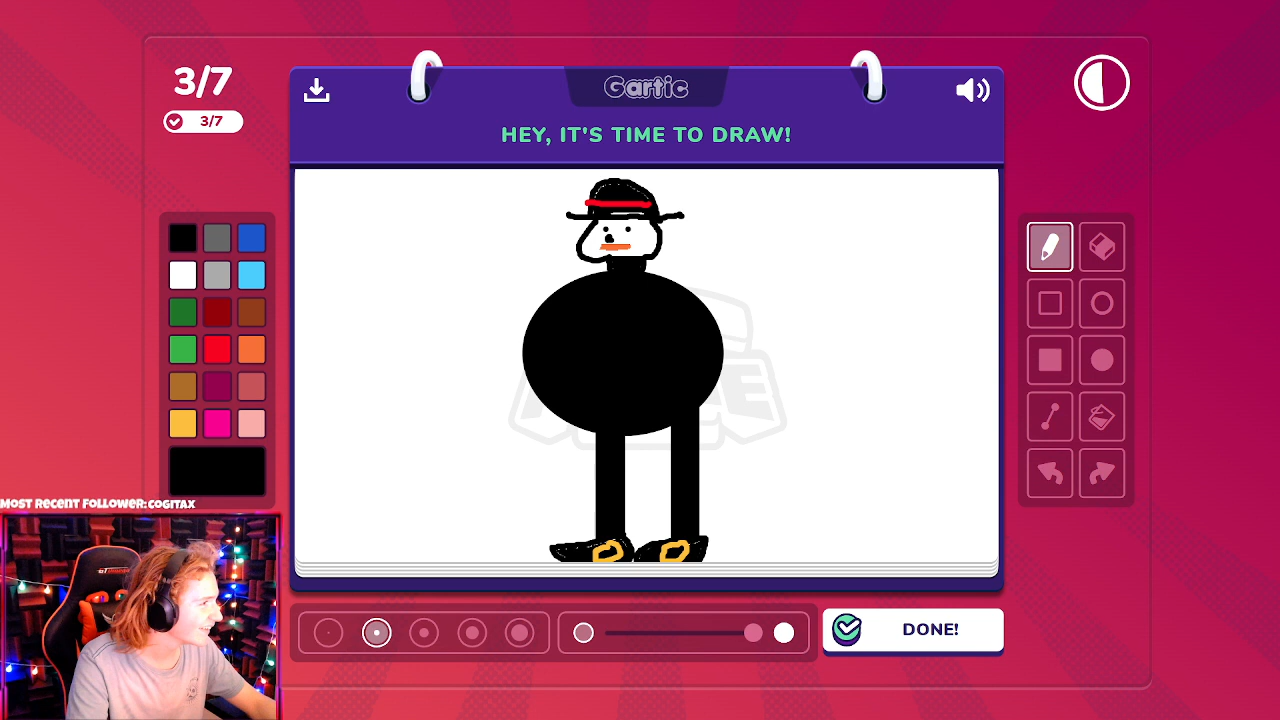 3/7
3/7
Gartic
HEY, IT'S TIME TO DRAW!
MOST RECENT FOLLOWER: COGITAX
DONE!